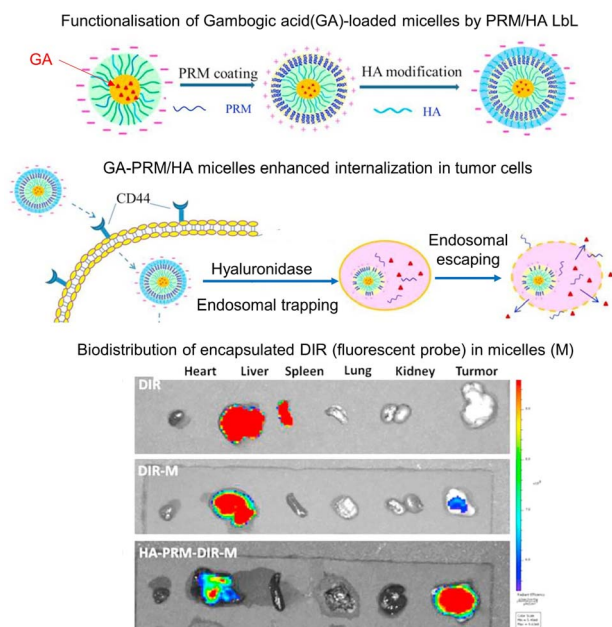 Functionalisation of Gambogic acid(GA)-loaded micelles by PRM/HA LbL
GA
PRM coating
HA modification
PRM
HA
GA-PRM/HA micelles enhanced internalization in tumor cells
CD44
Hyaluronidase
Endosomal trapping
Endosomal escaping
Biodistribution of encapsulated DIR (fluorescent probe) in micelles (M)
Heart Liver Spleen Lung Kidney Turmor
DIR
DIR-M
HA-PRM-DIR-M